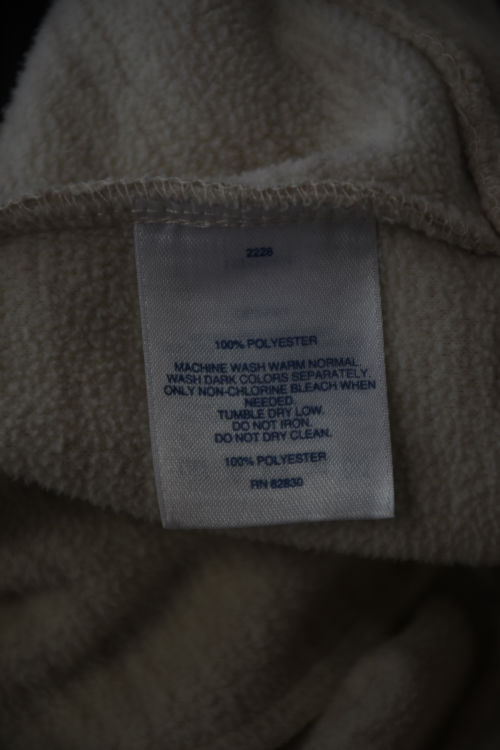 2226
100% POLYESTER
MACHINE WASH WARM NORMAL.
WASH DARK COLORS SEPARATELY.
ONLY NON-CHLORINE BLEACH WHEN
NEEDED.
TUMBLE DRY LOW.
DO NOT IRON.
DO NOT DRY CLEAN.
100% POLYESTER
RN 82830